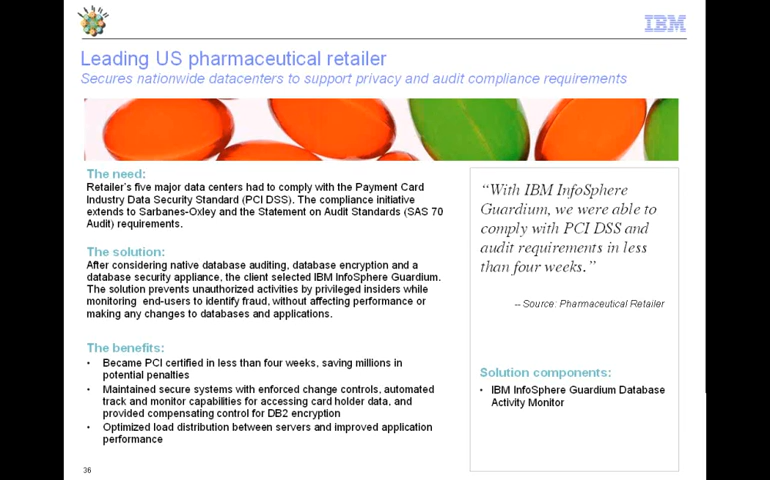 IBM
Leading US pharmaceutical retailer
Secures nationwide datacenters to support privacy and audit compliance requirements
The need:
Retailer's five major data centers had to comply with the Payment Card
Industry Data Security Standard (PCI DSS). The compliance initiative
extends to Sarbanes-Oxley and the Statement on Audit Standards (SAS 70
Audit) requirements.
The solution:
After considering native database auditing, database encryption and a
database security appliance, the client selected IBM InfoSphere Guardium.
The solution prevents unauthorized activities by privileged insiders while
monitoring end-users to identify fraud, without affecting performance or
making any changes to databases and applications.
The benefits:
• Became PCI certified in less than four weeks, saving millions in
potential penalties
• Maintained secure systems with enforced change controls, automated
track and monitor capabilities for accessing card holder data, and
provided compensating control for DB2 encryption
• Optimized load distribution between servers and improved application
performance
“With IBM InfoSphere
Guardium, we were able to
comply with PCI DSS and
audit requirements in less
than four weeks.”
-- Source: Pharmaceutical Retailer
Solution components:
• IBM InfoSphere Guardium Database
Activity Monitor
36